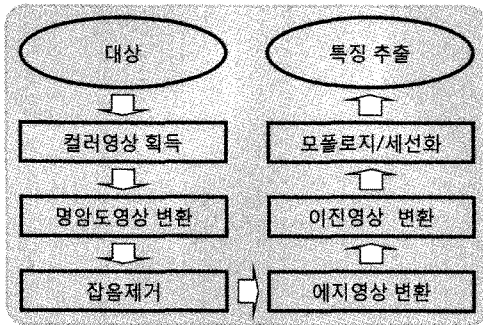 대상
컬러영상 획득
명암도영상 변환
잡음제거
에지영상 변환
이진영상 변환
모폴로지/세선화
특징 추출